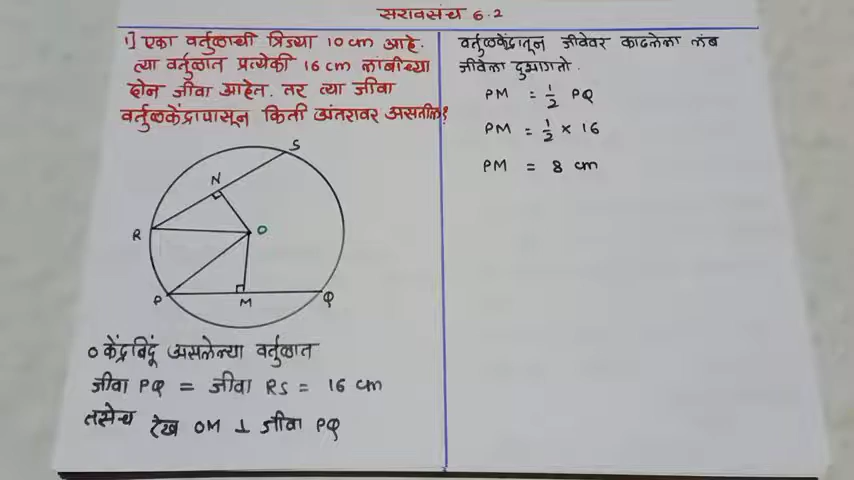 सरावसंच 6.2
1] एका वर्तुळाची त्रिज्या 10 cm आहे.
त्या वर्तुळात प्रत्येकी 16 cm लांबीच्या
दोन जीवा आहेत. तर त्या जीवा
वर्तुळकेंद्रापासून किती अंतरावर असतील?
S
N
R
O
P
M
Q
O केंद्रबिंदू असलेल्या वर्तुळात
जीवा PQ = जीवा RS = 16 cm
तसेच रेख OM ⊥ जीवा PQ
वर्तुळकेंद्रातून जीवेवर काढलेला लंब
जीवेला दुभागतो.
PM = 1/2 PQ
PM = 1/2 × 16
PM = 8 cm